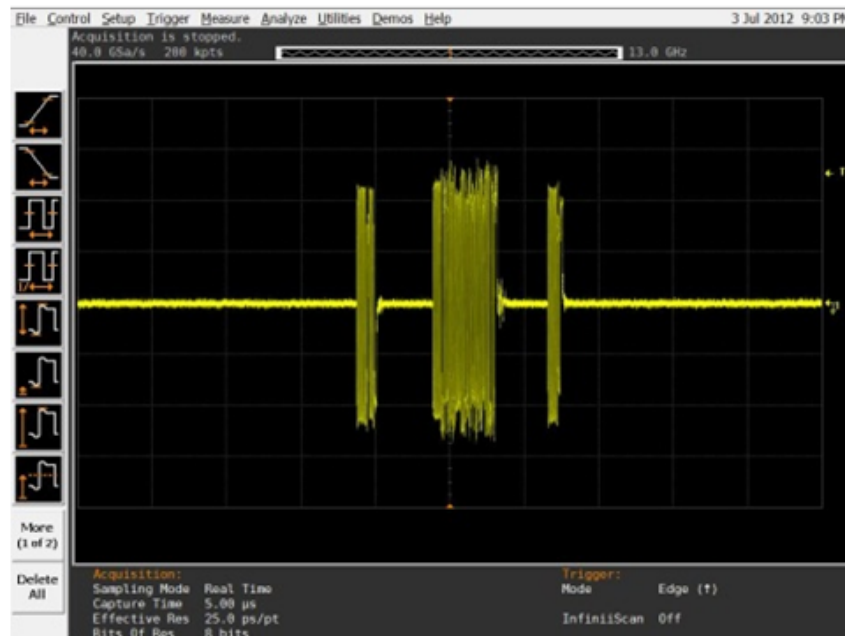 File Control Setup Trigger Measure Analyze Utilities Demos Help 3 Jul 2012 9:03 PM
Acquisition is stopped.
40.0 GSa/s 200 kpts 13.0 GHz
T
More
(1 of 2)
Delete
All
Acquisition:
Sampling Mode Real Time
Capture Time 5.00 µs
Effective Res 25.0 ps/pt
Bits Of Res 8 bits
Trigger:
Mode Edge (↑)
InfiniiScan Off